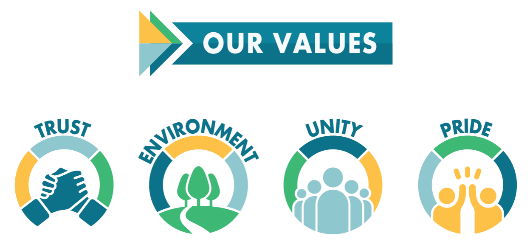 OUR VALUES
TRUST
ENVIRONMENT
UNITY
PRIDE